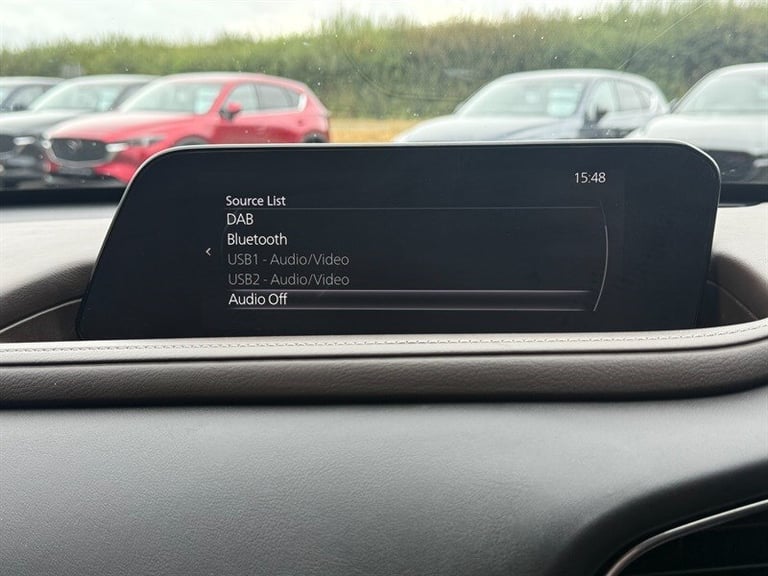 15:48
Source List
DAB
Bluetooth
USB1 - Audio/Video
USB2 - Audio/Video
Audio Off